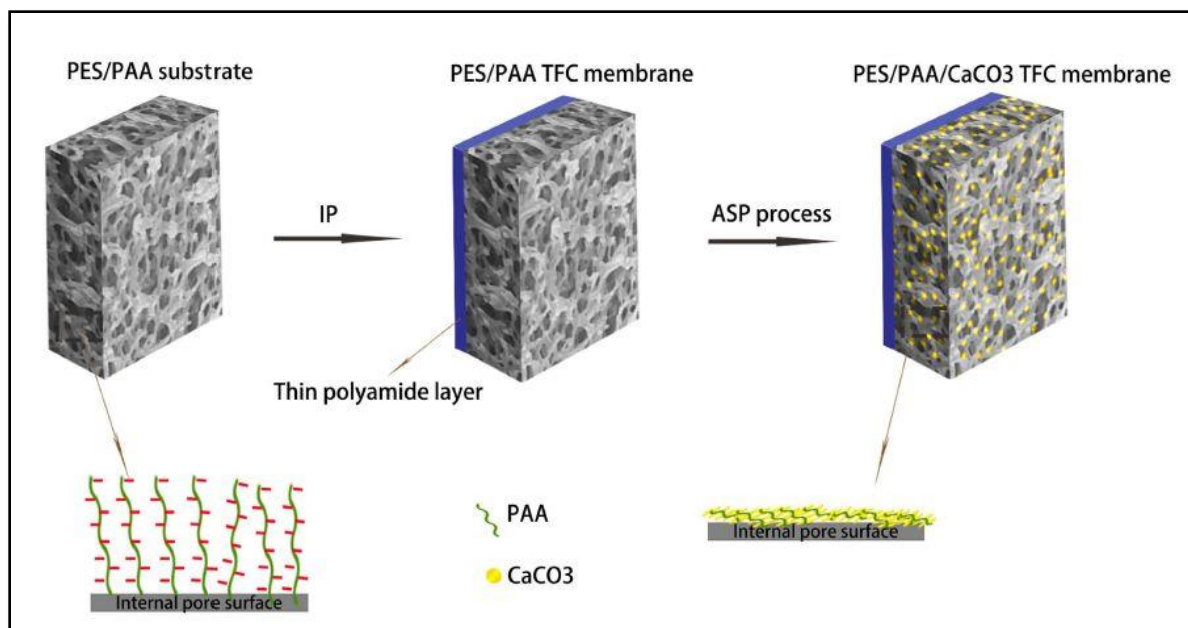 PES/PAA substrate
PES/PAA TFC membrane
PES/PAA/CaCO3 TFC membrane
IP
ASP process
Thin polyamide layer
PAA
CaCO3
Internal pore surface
Internal pore surface